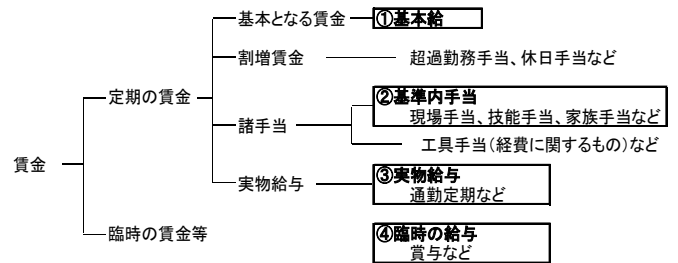 基本となる賃金 ①基本給
割増賃金 超過勤務手当、休日手当など
定期の賃金
②基準内手当
現場手当、技能手当、家族手当など
諸手当
工具手当(経費に関するもの)など
賃金
実物給与 ③実物給与
通勤定期など
臨時の賃金等 ④臨時の給与
賞与など